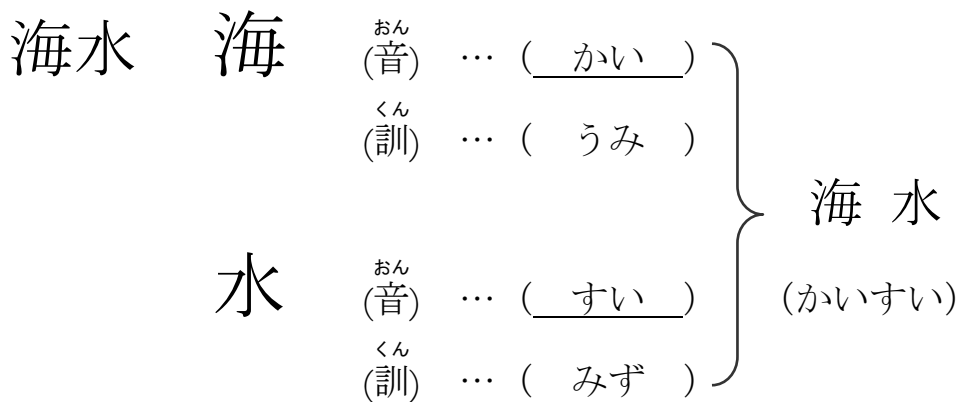 海水 海 (音) … ( かい )
(訓) … ( うみ )
水 (音) … ( すい )
(訓) … ( みず )
海 水
(かいすい)
おん
くん
おん
くん